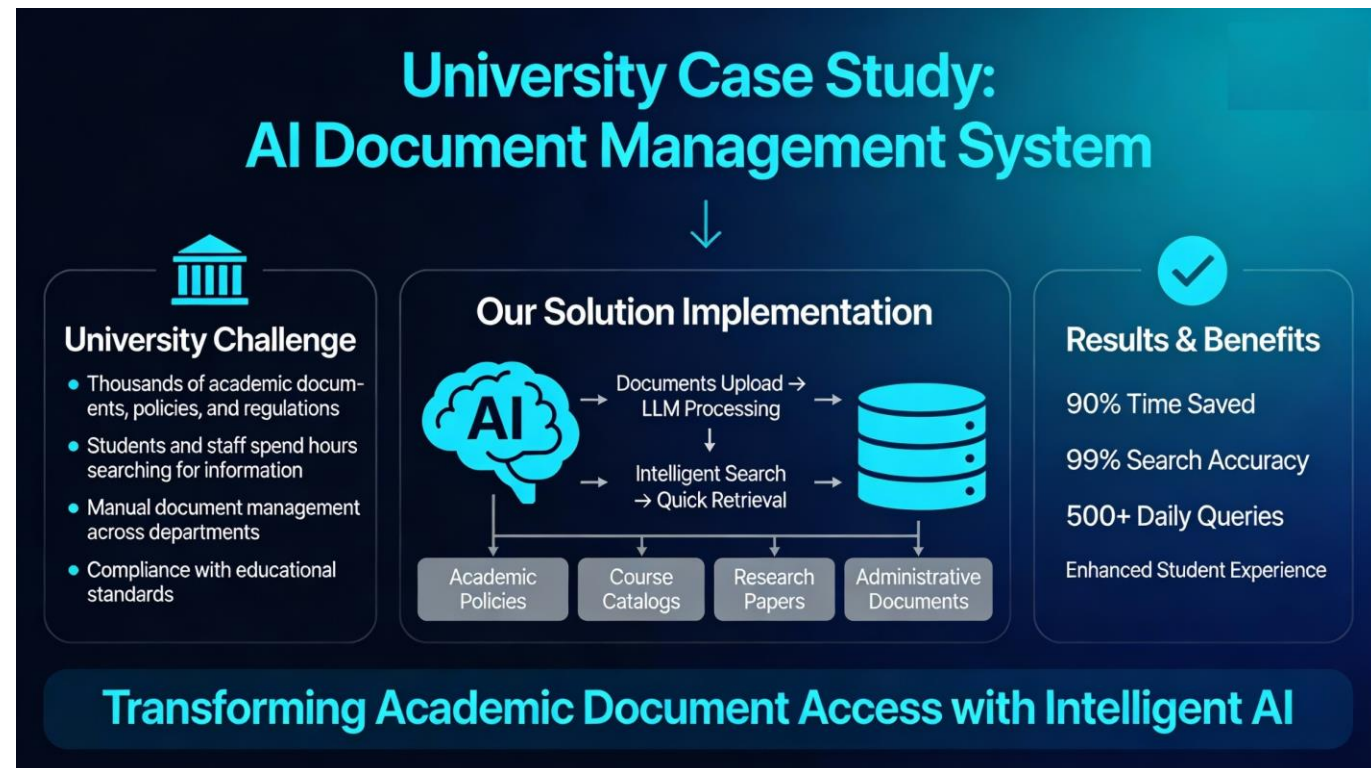 University Case Study:
AI Document Management System
University Challenge
• Thousands of academic docum-
ents, policies, and regulations
• Students and staff spend hours
searching for information
• Manual document management
across departments
• Compliance with educational
standards
Our Solution Implementation
AI
Documents Upload →
LLM Processing
Intelligent Search
→ Quick Retrieval
Academic
Policies
Course
Catalogs
Research
Papers
Administrative
Documents
Results & Benefits
90% Time Saved
99% Search Accuracy
500+ Daily Queries
Enhanced Student Experience
Transforming Academic Document Access with Intelligent AI